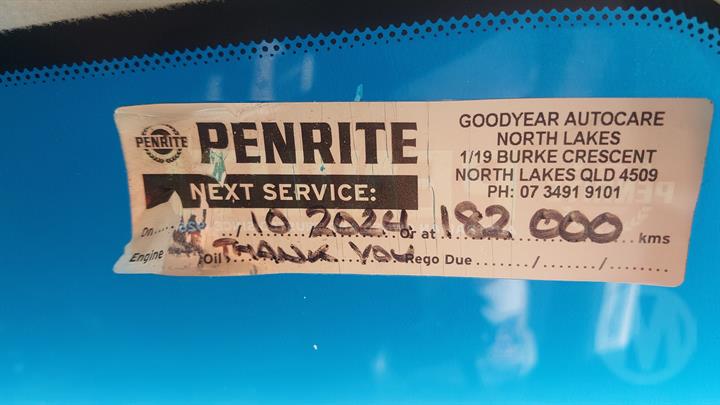 PENRITE
PENRITE
NEXT SERVICE:
GOODYEAR AUTOCARE
NORTH LAKES
1/19 BURKE CRESCENT
NORTH LAKES QLD 4509
PH: 07 3491 9101
On 10 2024 Or at 182 000 kms
Engine Oil THANK YOU Rego Due ....../....../......